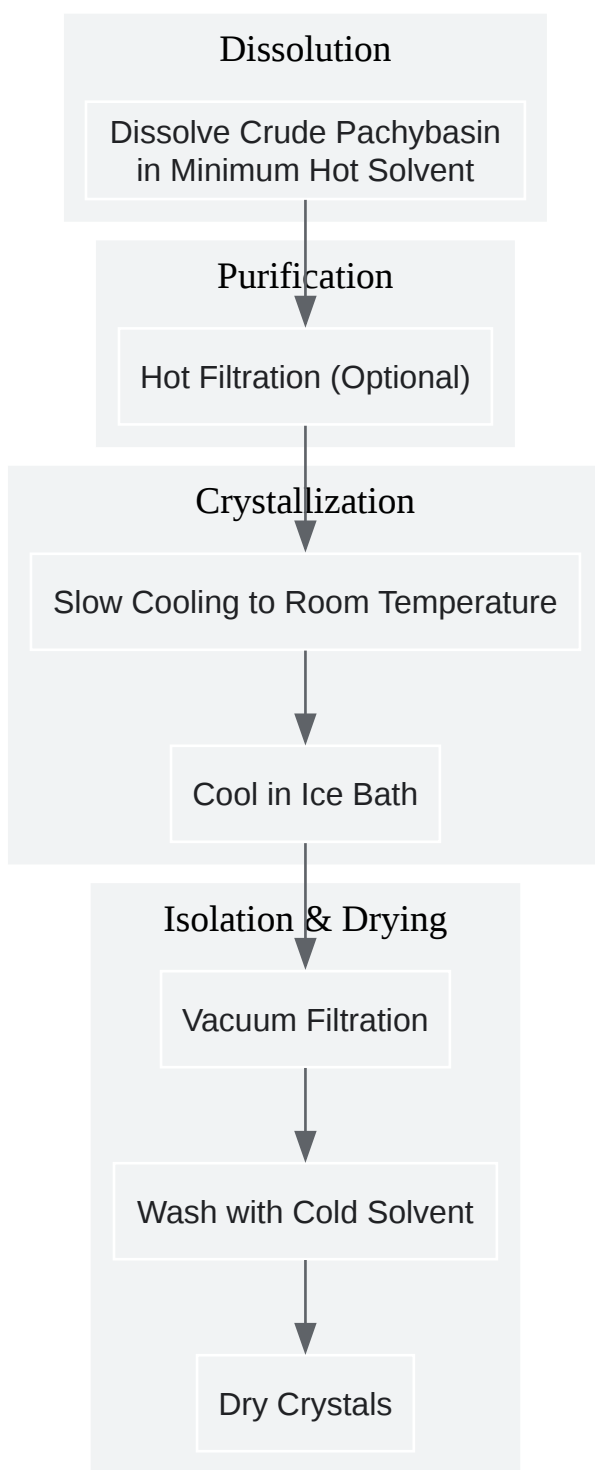 Dissolution
Dissolve Crude Pachybasin
in Minimum Hot Solvent
Purification
Hot Filtration (Optional)
Crystallization
Slow Cooling to Room Temperature
Cool in Ice Bath
Isolation & Drying
Vacuum Filtration
Wash with Cold Solvent
Dry Crystals